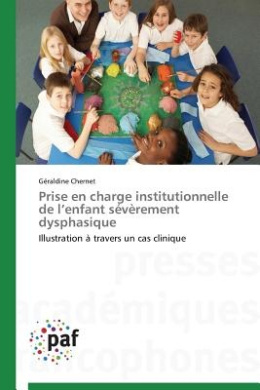 Géraldine Chernet
Prise en charge institutionnelle
de l'enfant sévèrement
dysphasique
Illustration à travers un cas clinique
presses
académiques
francophones
paf